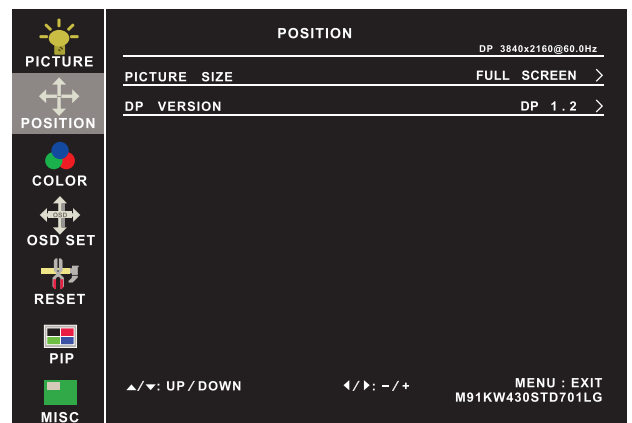 POSITION
DP 3840x2160@60.0Hz
PICTURE
PICTURE SIZE FULL SCREEN >
DP VERSION DP 1.2 >
POSITION
COLOR
OSD
OSD SET
RESET
PIP
MISC
▲/▼: UP/DOWN ◀/▶: -/+ MENU : EXIT
M91KW430STD701LG